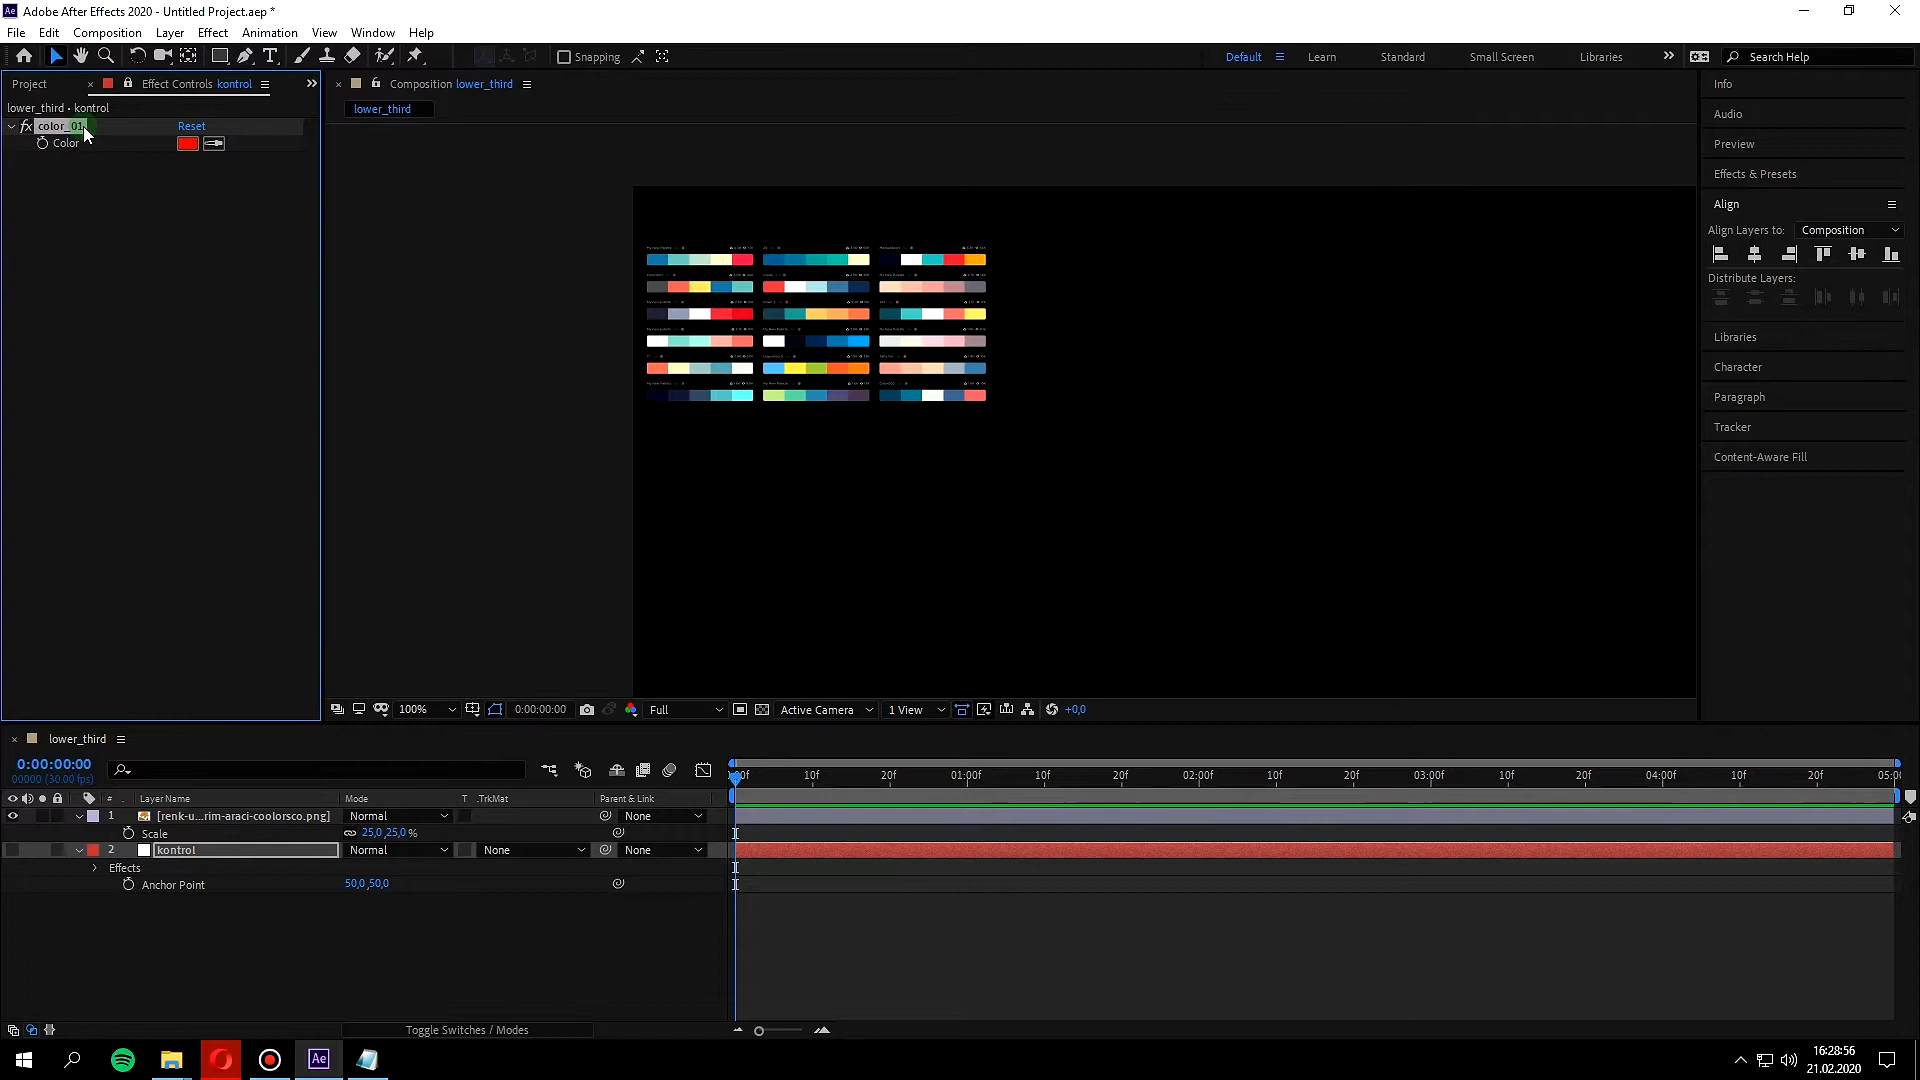 Adobe After Effects 2020 - Untitled Project.aep *
File Edit Composition Layer Effect Animation View Window Help
Snapping
Default Learn Standard Small Screen Libraries Search Help
Project Effect Controls kontrol
Composition lower_third
lower_third • kontrol
lower_third
fx color_01 Reset
Color
Info
Audio
Preview
Effects & Presets
Align
Align Layers to: Composition
Distribute Layers:
Libraries
Character
Paragraph
Tracker
Content-Aware Fill
100% 0:00:00:00 Full Active Camera 1 View +0,0
lower_third
0:00:00:00
00000 (30.00 fps)
10f 20f 01:00f 10f 20f 02:00f 10f 20f 03:00f 10f 20f 04:00f 10f 20f
# . Layer Name Mode T .TrkMat Parent & Link
1 [renk-u...rim-araci-coolorsco.png] Normal None
Scale 25,0,25,0 %
2 kontrol Normal None None
Effects
Anchor Point 50,0,50,0
Toggle Switches / Modes
Ae
16:28:56
21.02.2020